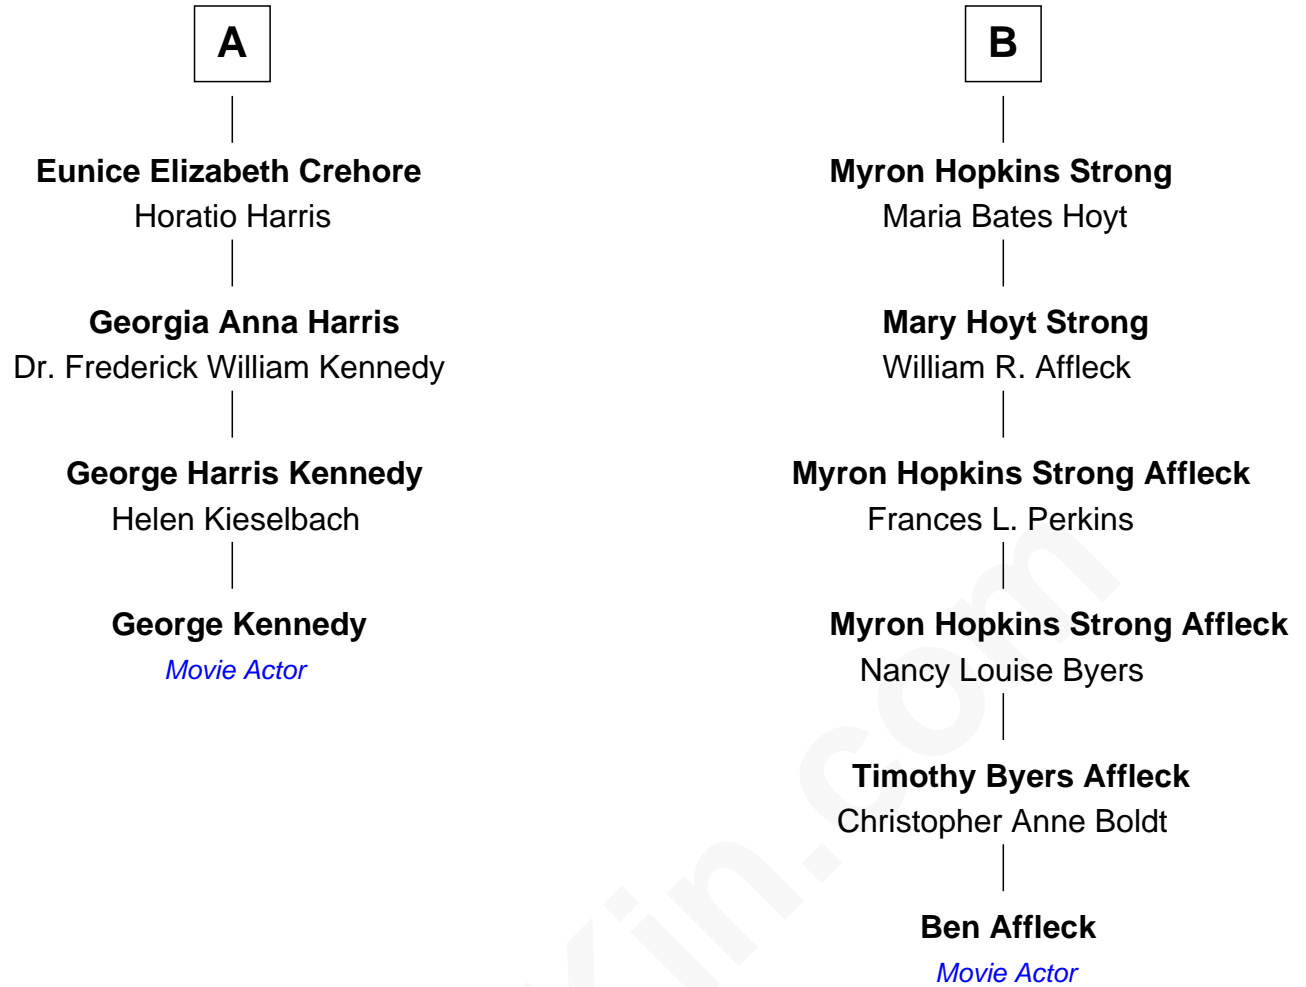 A
Eunice Elizabeth Crehore
Horatio Harris
Georgia Anna Harris
Dr. Frederick William Kennedy
George Harris Kennedy
Helen Kieselbach
George Kennedy
Movie Actor
B
Myron Hopkins Strong
Maria Bates Hoyt
Mary Hoyt Strong
William R. Affleck
Myron Hopkins Strong Affleck
Frances L. Perkins
Myron Hopkins Strong Affleck
Nancy Louise Byers
Timothy Byers Affleck
Christopher Anne Boldt
Ben Affleck
Movie Actor
Kin.com